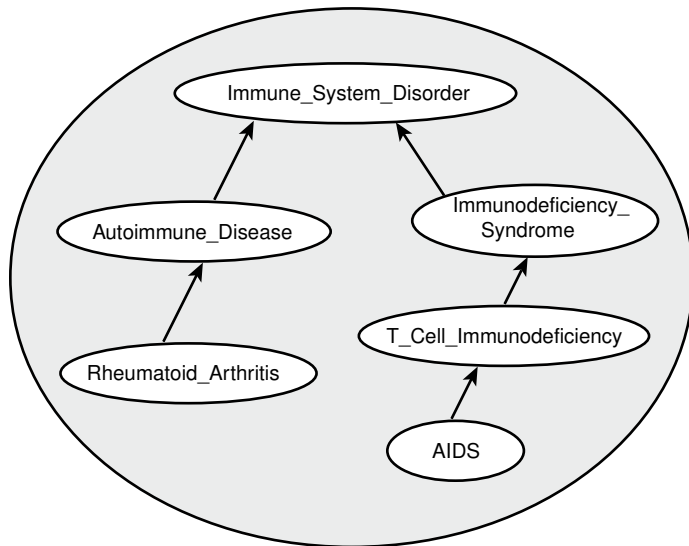 Immune_System_Disorder
Immunodeficiency_
Syndrome
Autoimmune_Disease
T_Cell_Immunodeficiency
Rheumatoid_Arthritis
AIDS